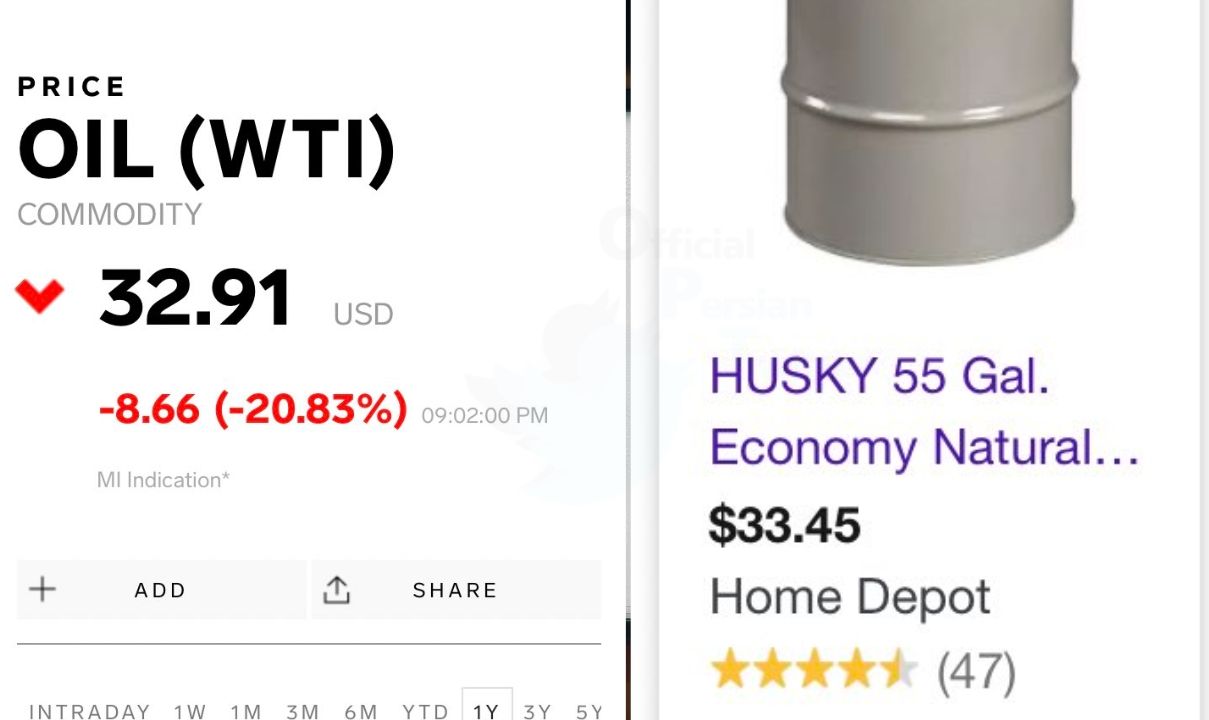 PRICE
OIL (WTI)
COMMODITY
32.91 USD
-8.66 (-20.83%) 09:02:00 PM
MI Indication*
ADD
SHARE
INTRADAY 1W 1M 3M 6M YTD 1Y 3Y 5Y
Official
Persian
HUSKY 55 Gal.
Economy Natural...
$33.45
Home Depot
(47)